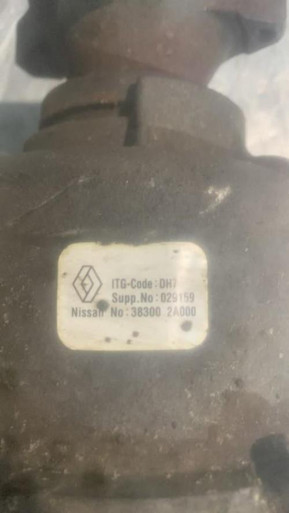 ITG-Code: DH7
Supp.No: 029159
Nissan No: 38300 2A000